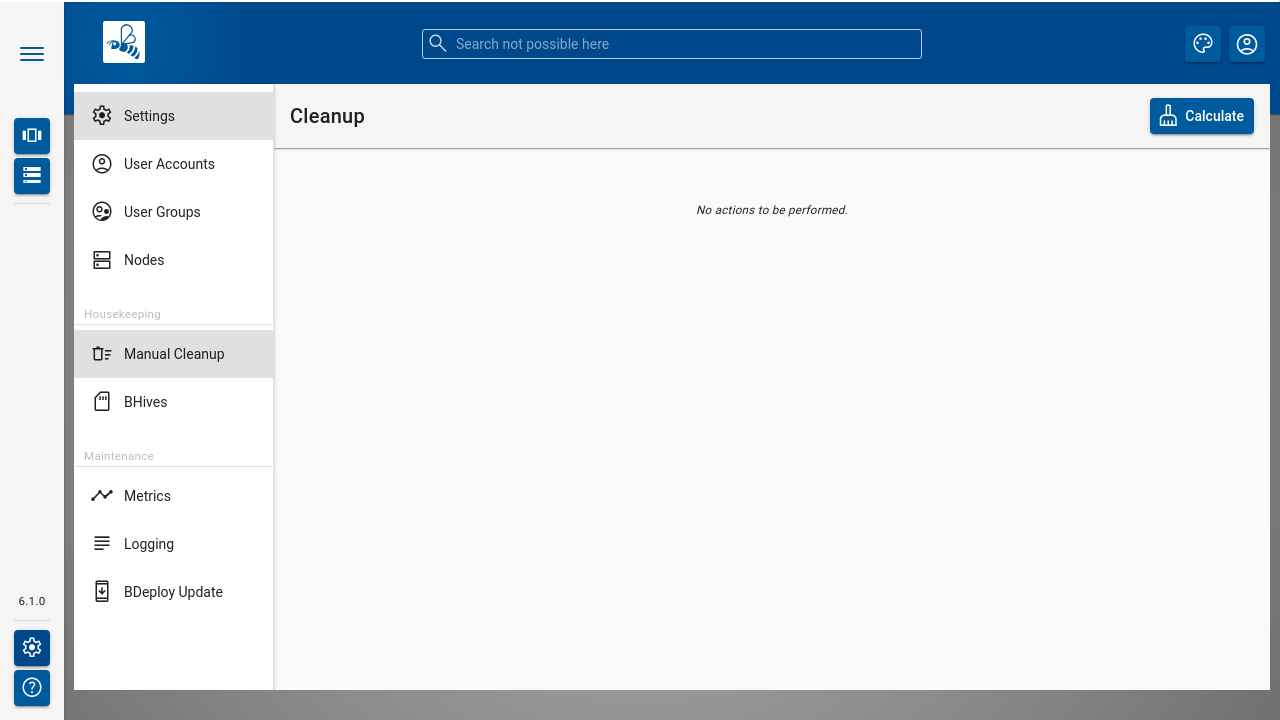 Search not possible here
Settings
User Accounts
User Groups
Nodes
Housekeeping
Manual Cleanup
BHives
Maintenance
Metrics
Logging
BDeploy Update
Cleanup
Calculate
No actions to be performed.
6.1.0